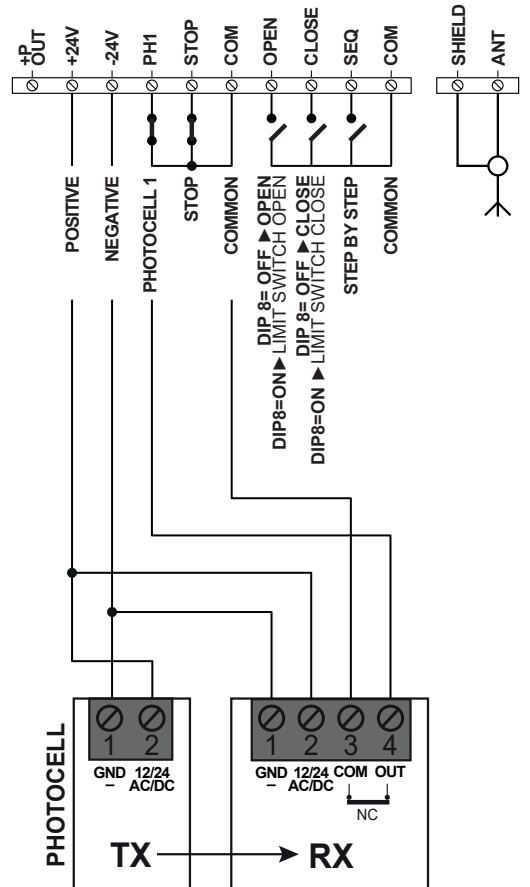 +P
OUT
+24V
-24V
PH1
STOP
COM
OPEN
CLOSE
SEQ
COM
SHIELD
ANT
POSITIVE
NEGATIVE
PHOTOCELL 1
STOP
COMMON
DIP 8= OFF ▶ OPEN
DIP8=ON▶LIMIT SWITCH OPEN
DIP 8= OFF ▶ CLOSE
DIP8=ON ▶ LIMIT SWITCH CLOSE
STEP BY STEP
COMMON
PHOTOCELL
1 2
GND 12/24
– AC/DC
TX
1 2 3 4
GND 12/24 COM OUT
– AC/DC
NC
RX